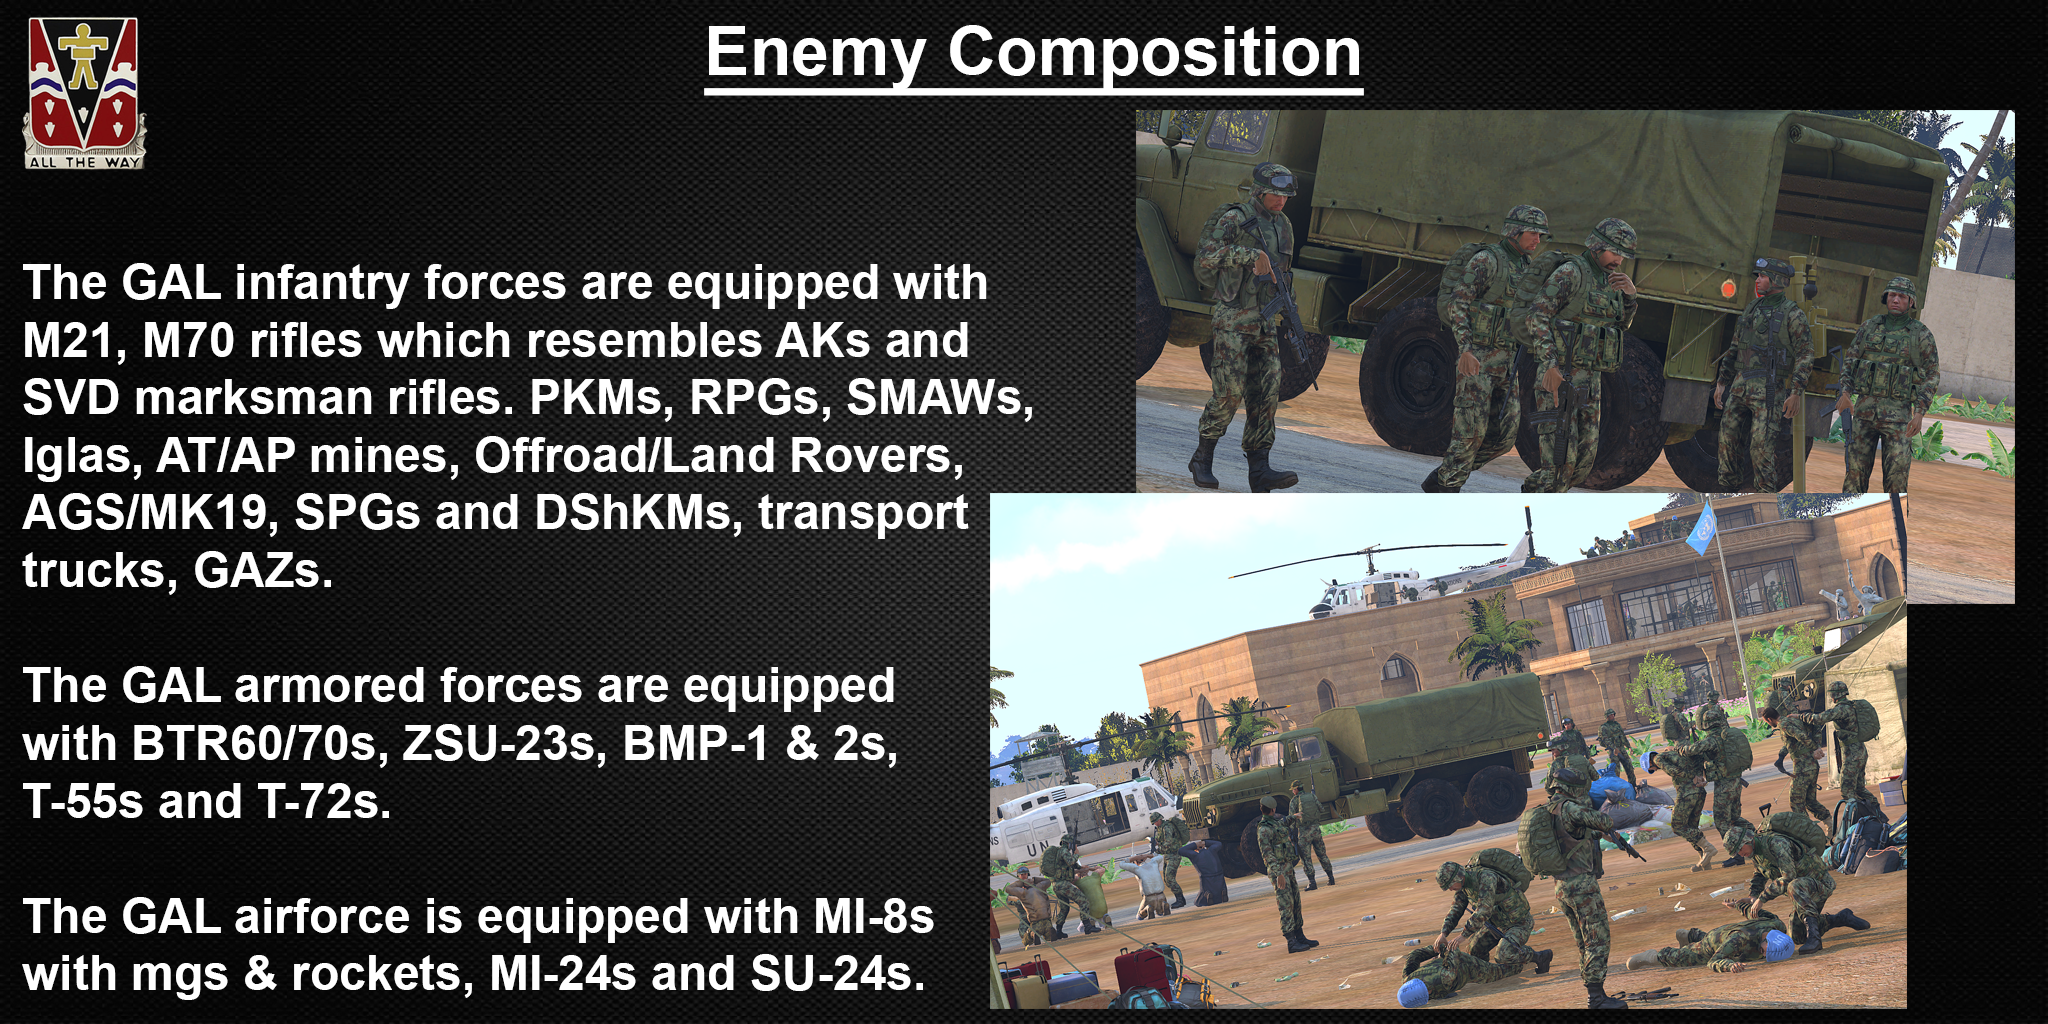 Enemy Composition
ALL THE WAY
The GAL infantry forces are equipped with
M21, M70 rifles which resembles AKs and
SVD marksman rifles. PKMs, RPGs, SMAWs,
Iglas, AT/AP mines, Offroad/Land Rovers,
AGS/MK19, SPGs and DShKMs, transport
trucks, GAZs.
The GAL armored forces are equipped
with BTR60/70s, ZSU-23s, BMP-1 & 2s,
T-55s and T-72s.
The GAL airforce is equipped with MI-8s
with mgs & rockets, MI-24s and SU-24s.
UN